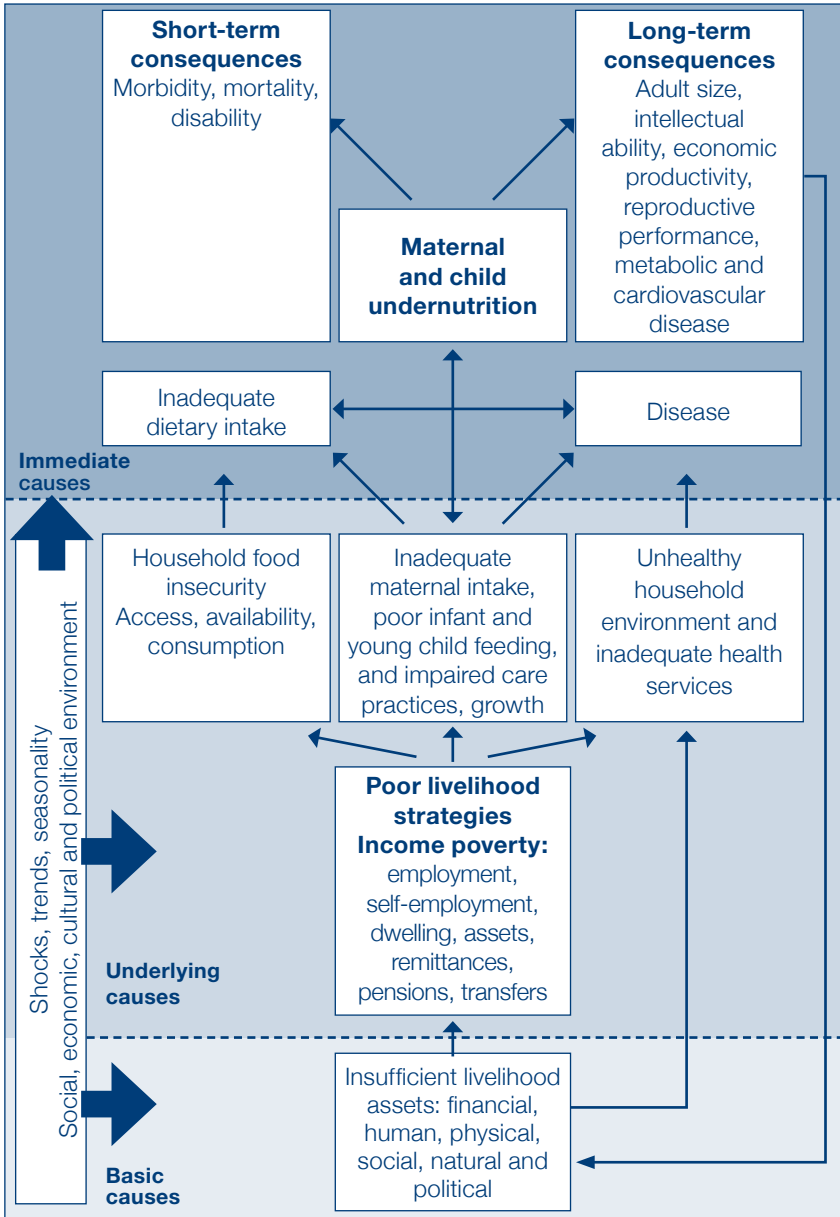 Short-term
consequences
Morbidity, mortality,
disability
Long-term
consequences
Adult size,
intellectual
ability, economic
productivity,
reproductive
performance,
metabolic and
cardiovascular
disease
Maternal
and child
undernutrition
Inadequate
dietary intake
Disease
Immediate
causes
Household food
insecurity
Access, availability,
consumption
Inadequate
maternal intake,
poor infant and
young child feeding,
and impaired care
practices, growth
Unhealthy
household
environment and
inadequate health
services
Shocks, trends, seasonality
Social, economic, cultural and political environment
Poor livelihood
strategies
Income poverty:
employment,
self-employment,
dwelling, assets,
remittances,
pensions, transfers
Underlying
causes
Insufficient livelihood
assets: financial,
human, physical,
social, natural and
political
Basic
causes